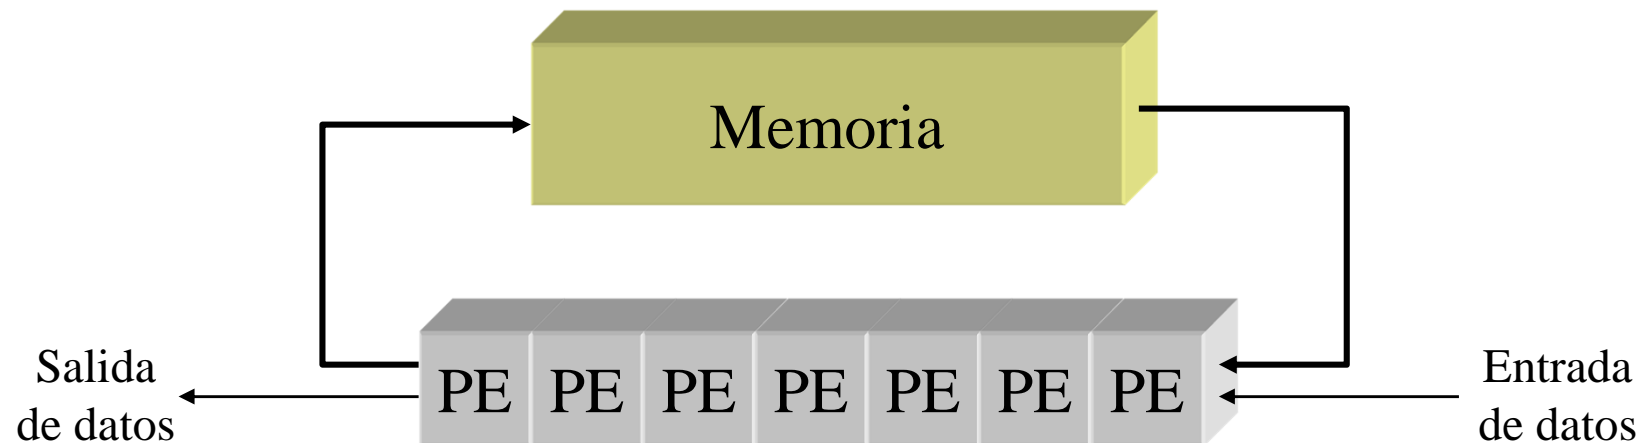 Memoria
Salida
de datos
PE PE PE PE PE PE PE
Entrada
de datos